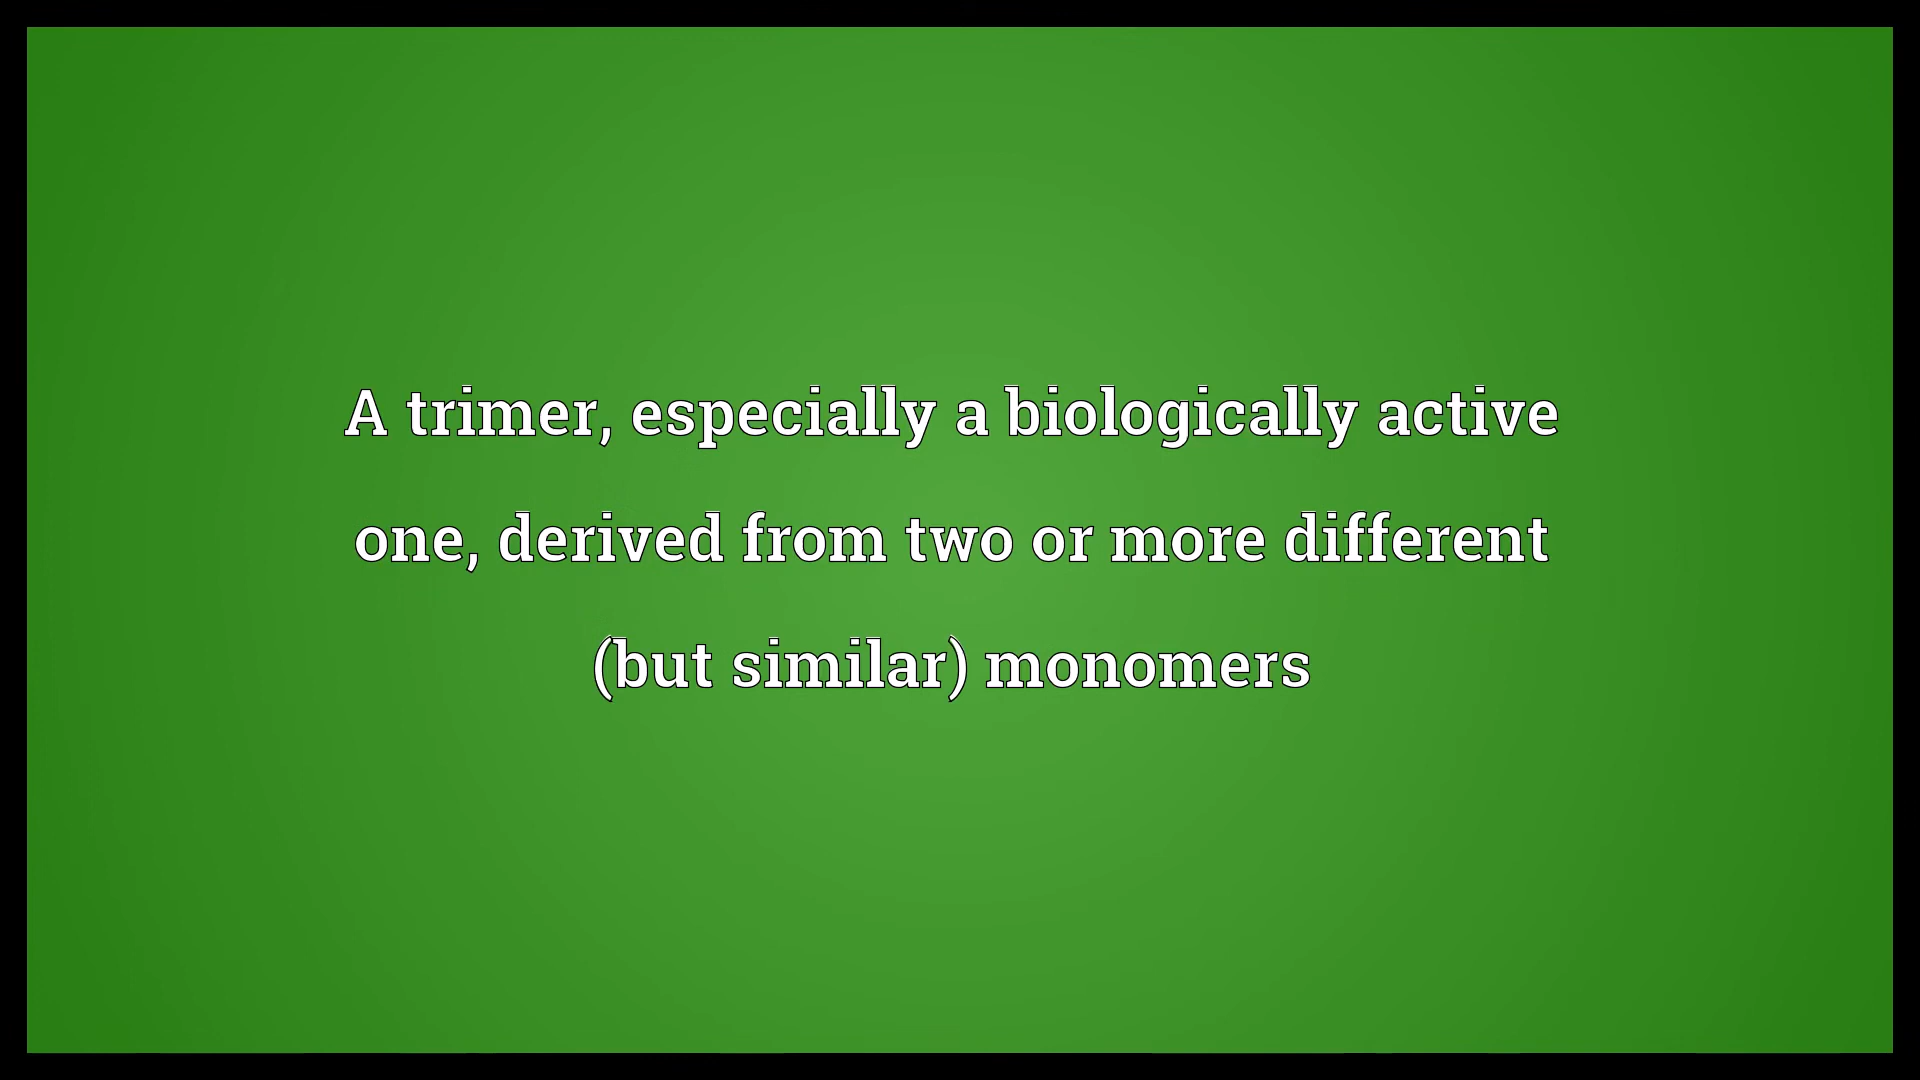 A trimer, especially a biologically active
one, derived from two or more different
(but similar) monomers